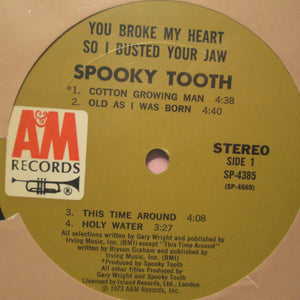 YOU BROKE MY HEART
SO I BUSTED YOUR JAW
SPOOKY TOOTH
*1. COTTON GROWING MAN 4:38
2. OLD AS I WAS BORN 4:40
A&M
RECORDS
®
STEREO
SIDE 1
SP-4385
(SP-4669)
3. THIS TIME AROUND 4:08
4. HOLY WATER 3:27
All selections written by Gary Wright and published by
Irving Music, Inc. (BMI) except "This Time Around"
written by Bryson Graham and published by
Irving Music, Inc. (BMI)
*Produced by Spooky Tooth
All other Titles Produced by
Gary Wright and Spooky Tooth
Licensed by Island Records, Ltd., London
℗ 1973 A&M Records, Inc.